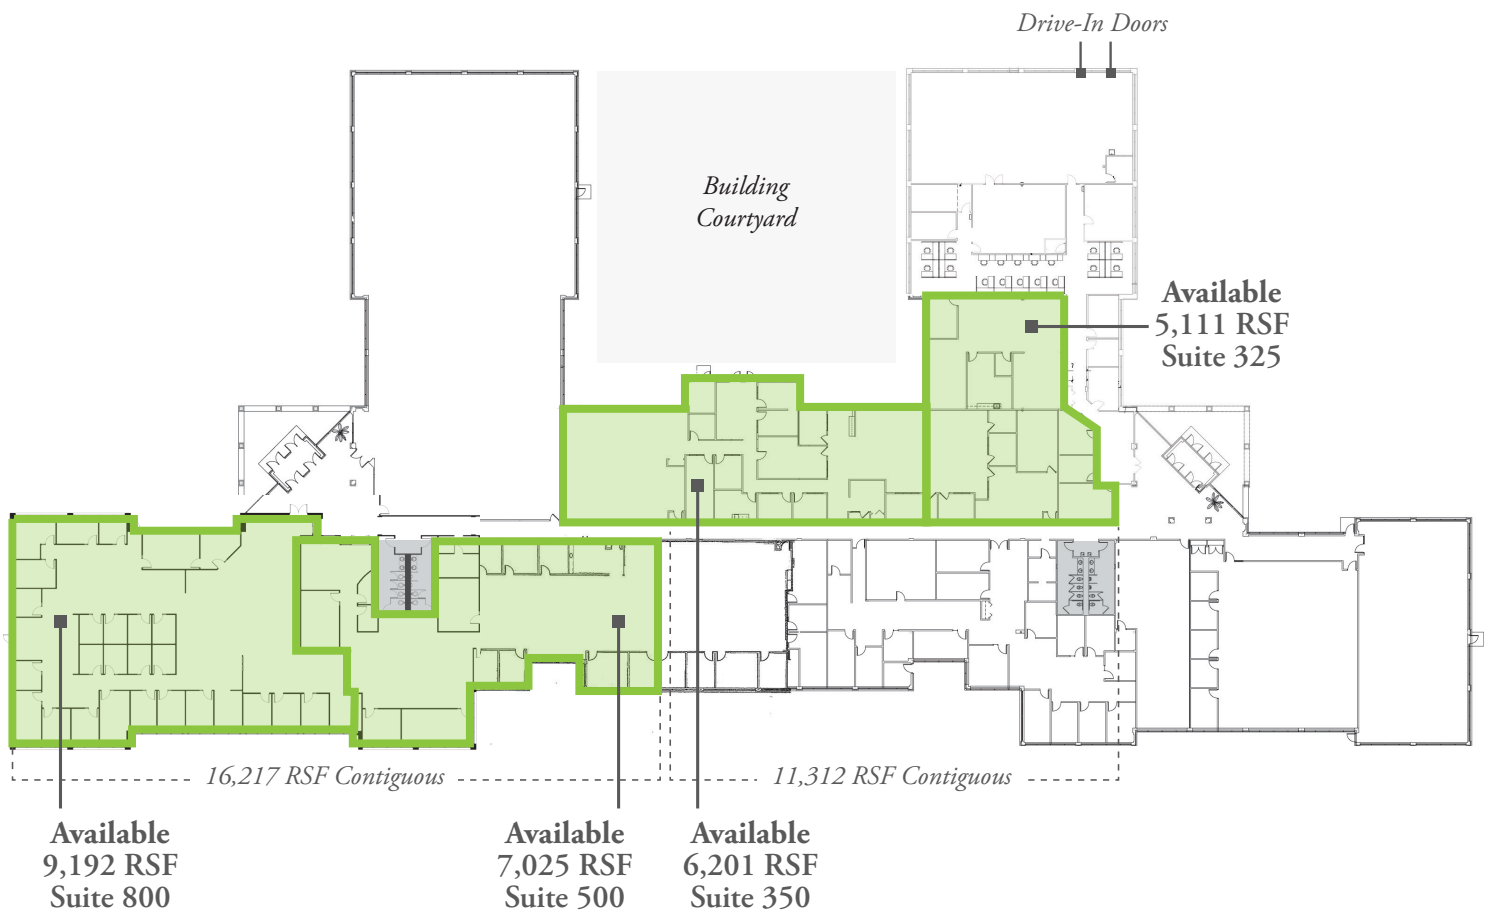 Drive-In Doors
Building
Courtyard
Available
5,111 RSF
Suite 325
16,217 RSF Contiguous
11,312 RSF Contiguous
Available
9,192 RSF
Suite 800
Available
7,025 RSF
Suite 500
Available
6,201 RSF
Suite 350